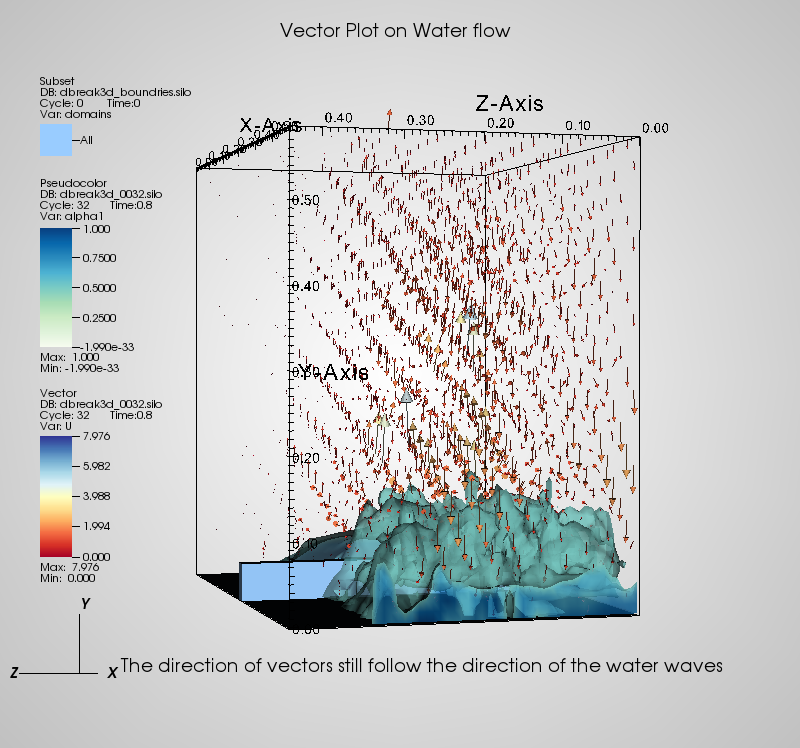 Vector Plot on Water flow
Subset
DB: dbreak3d_boundries.silo
Cycle: 0 Time:0
Var: domains
All
Pseudocolor
DB: dbreak3d_0032.silo
Cycle: 32 Time:0.8
Var: alpha1
1.000
0.7500
0.5000
0.2500
-1.990e-33
Max: 1.000
Min: -1.990e-33
Vector
DB: dbreak3d_0032.silo
Cycle: 32 Time:0.8
Var: U
7.976
5.982
3.988
1.994
0.000
Max: 7.976
Min: 0.000
Z-Axis
X-Axis
0.40
0.30
0.20
0.10
0.00
0.50
0.40
Y-Axis
0.30
0.20
0.10
0.00
Y
Z
X
The direction of vectors still follow the direction of the water waves